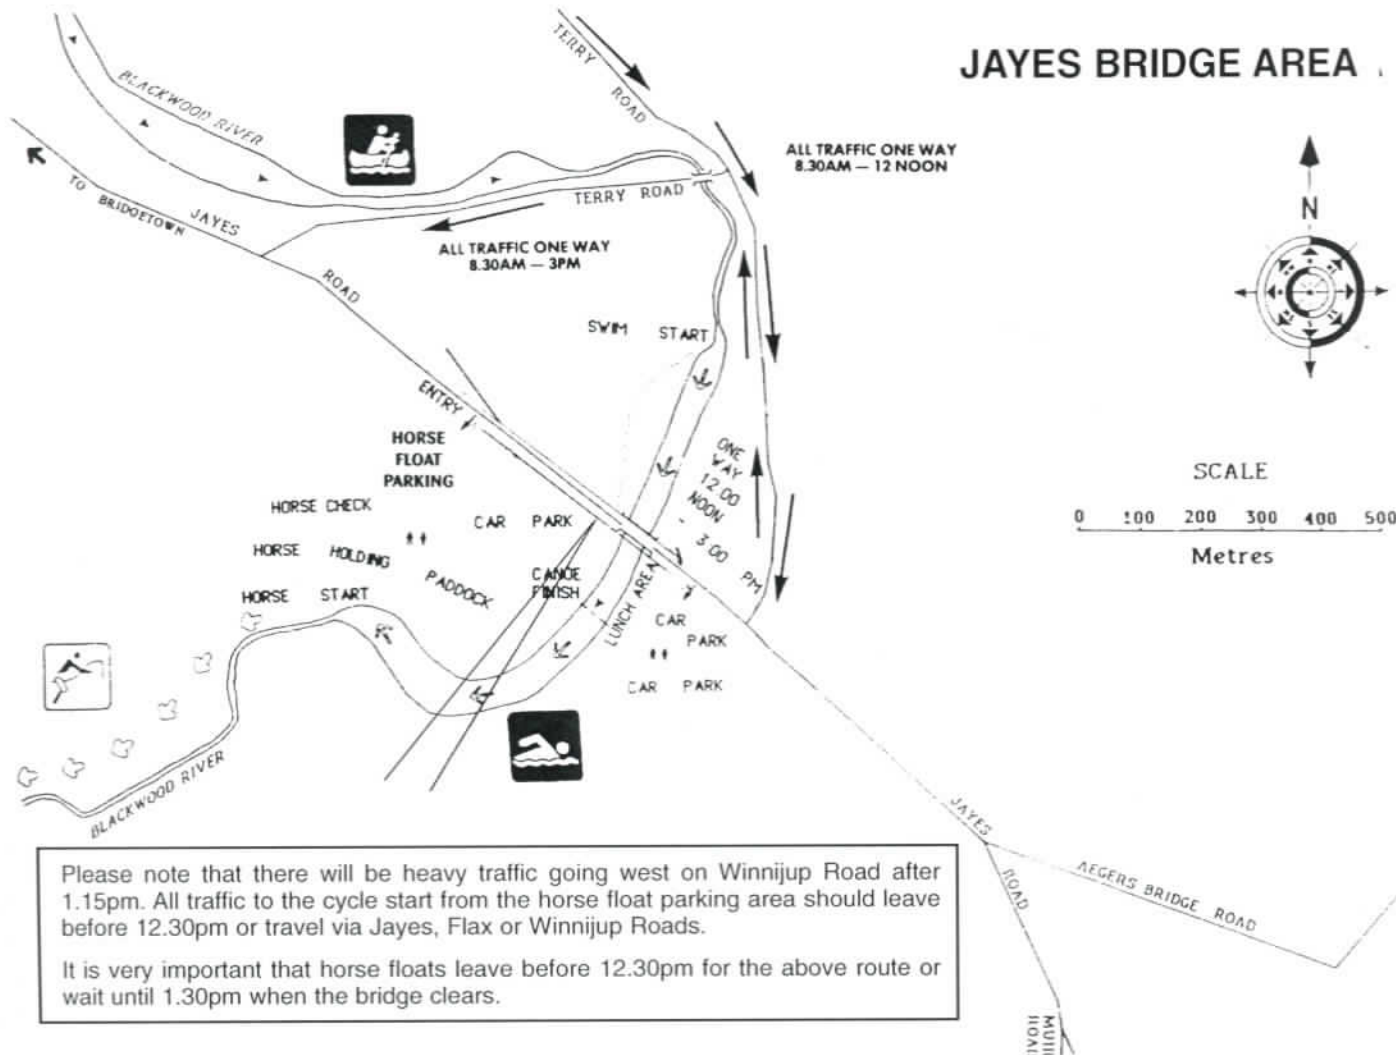 JAYES BRIDGE AREA
TERRY
ROAD
BLACKWOOD RIVER
ALL TRAFFIC ONE WAY
8.30AM — 12 NOON
TERRY ROAD
TO BRIDGETOWN
JAYES
ROAD
ALL TRAFFIC ONE WAY
8.30AM — 3PM
N
SWIM START
ENTRY
HORSE
FLOAT
PARKING
ONE
WAY
12.00
NOON
- 3.00 PM
SCALE
0 100 200 300 400 500
Metres
HORSE CHECK
CAR PARK
HORSE HOLDING PADDOCK
CANOE
FINISH
HORSE START
LUNCH AREA
CAR PARK
CAR PARK
BLACKWOOD RIVER
JAYES
ROAD
AEGERS BRIDGE ROAD
Please note that there will be heavy traffic going west on Winnijup Road after
1.15pm. All traffic to the cycle start from the horse float parking area should leave
before 12.30pm or travel via Jayes, Flax or Winnijup Roads.
It is very important that horse floats leave before 12.30pm for the above route or
wait until 1.30pm when the bridge clears.